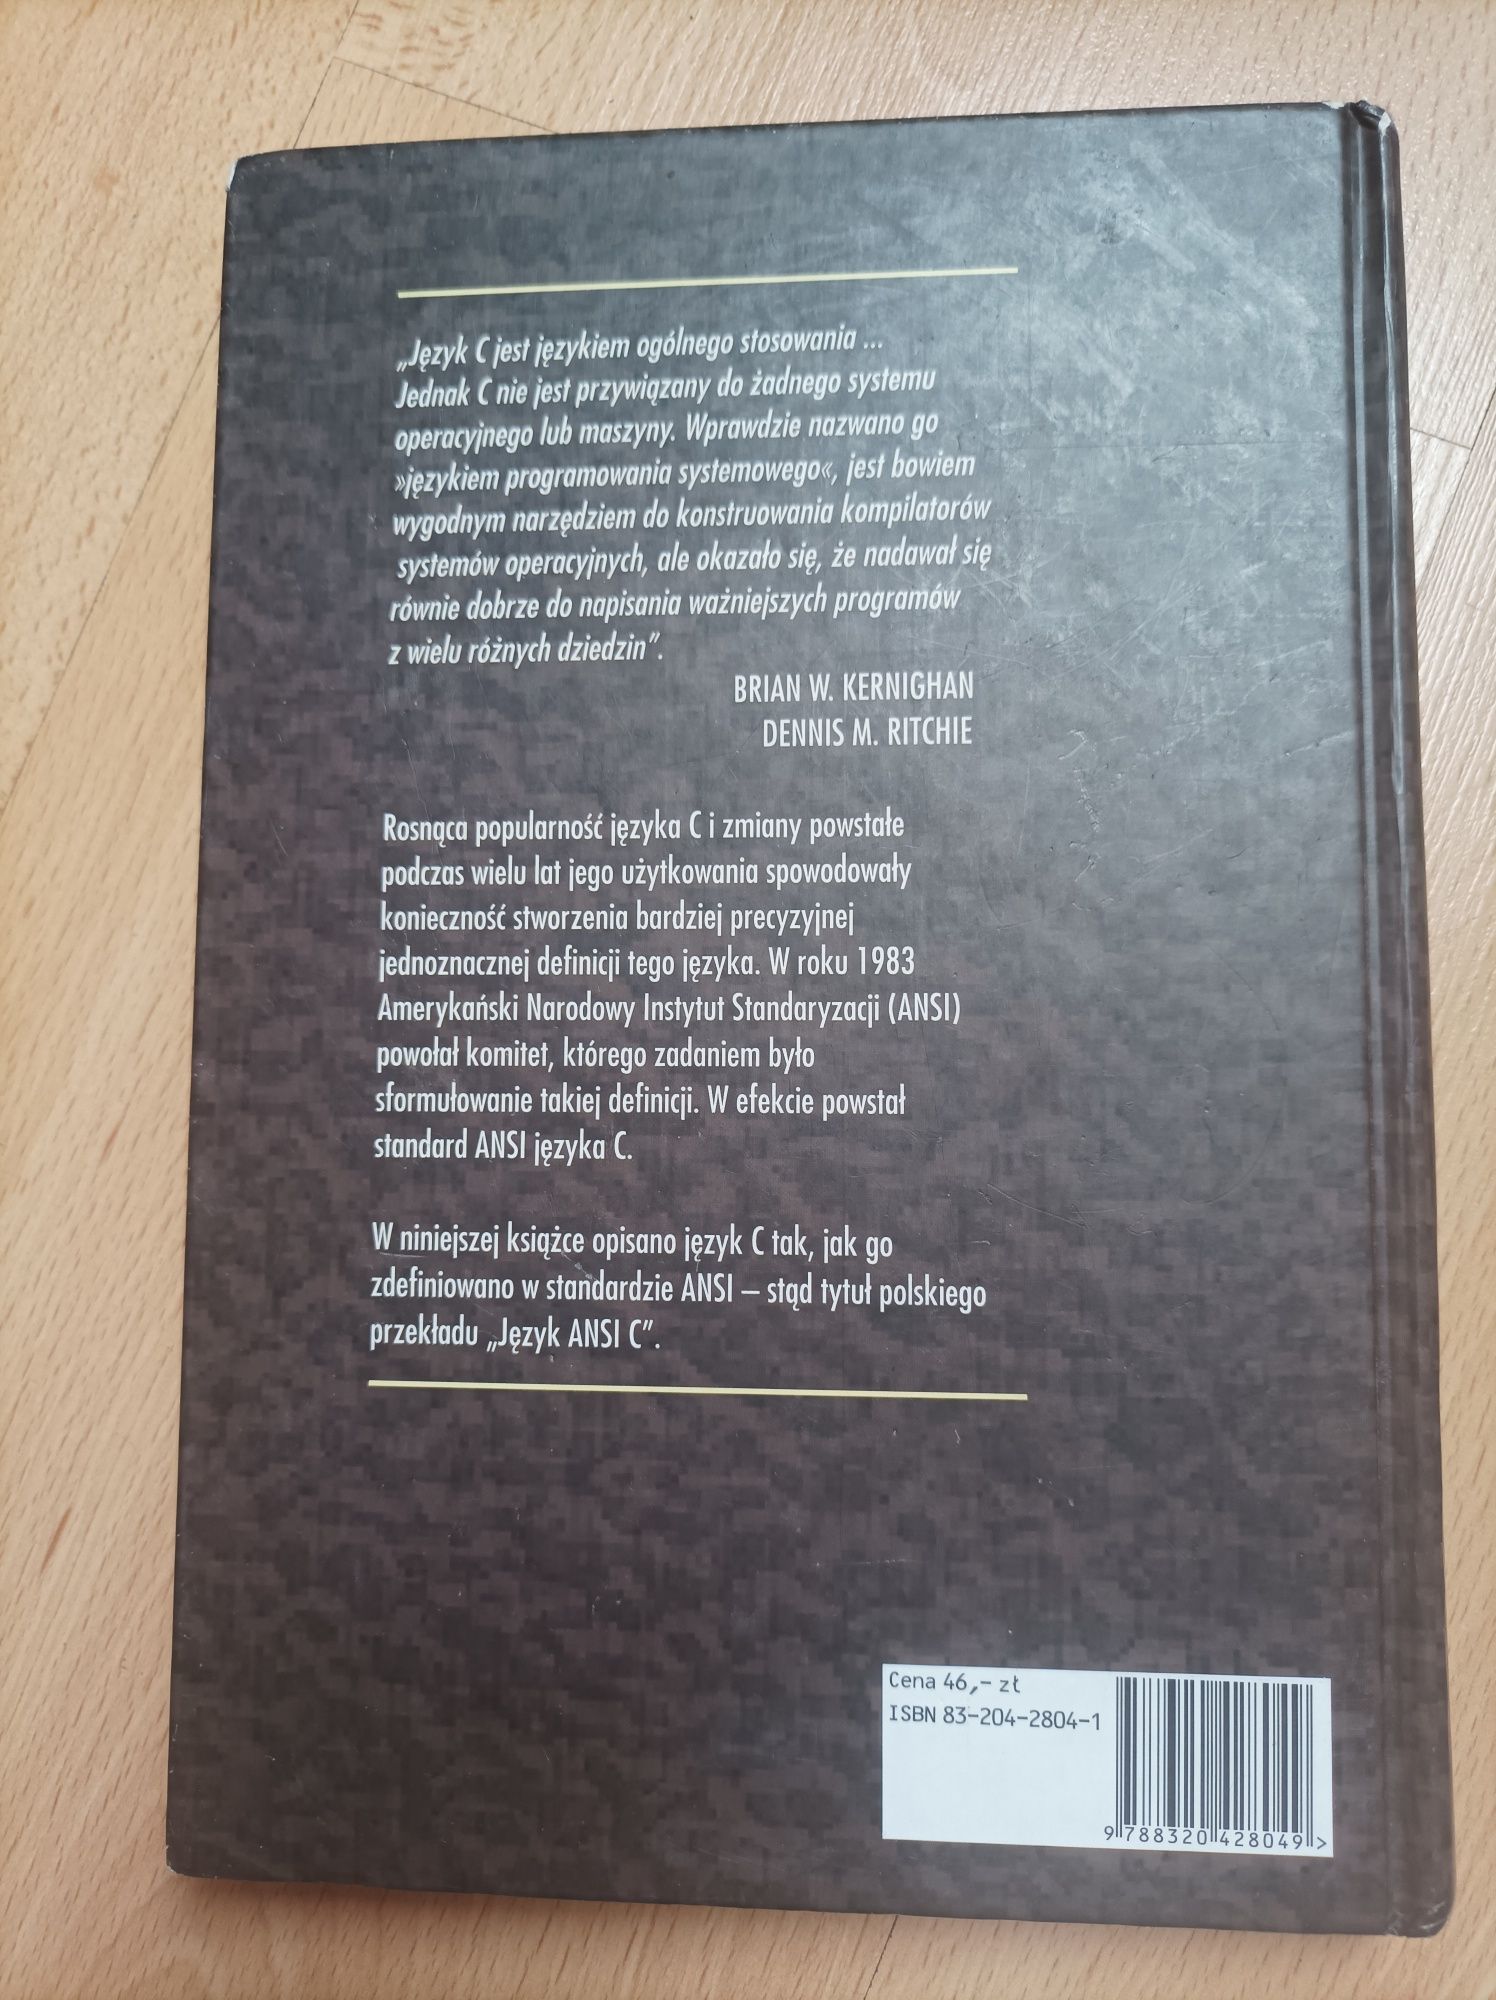 „Język C jest językiem ogólnego stosowania ...
Jednak C nie jest przywiązany do żadnego systemu
operacyjnego lub maszyny. Wprawdzie nazwano go
»językiem programowania systemowego«, jest bowiem
wygodnym narzędziem do konstruowania kompilatorów
systemów operacyjnych, ale okazało się, że nadawał się
równie dobrze do napisania ważniejszych programów
z wielu różnych dziedzin”.
BRIAN W. KERNIGHAN
DENNIS M. RITCHIE
Rosnąca popularność języka C i zmiany powstałe
podczas wielu lat jego użytkowania spowodowały
konieczność stworzenia bardziej precyzyjnej
jednoznacznej definicji tego języka. W roku 1983
Amerykański Narodowy Instytut Standaryzacji (ANSI)
powołał komitet, którego zadaniem było
sformułowanie takiej definicji. W efekcie powstał
standard ANSI języka C.
W niniejszej książce opisano język C tak, jak go
zdefiniowano w standardzie ANSI – stąd tytuł polskiego
przekładu „Język ANSI C”.
Cena 46,- zł
ISBN 83-204-2804-1
9 788320 428049 >